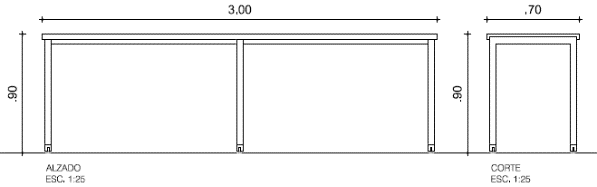 3.00
.70
.90
.90
ALZADO
ESC. 1:25
CORTE
ESC. 1:25